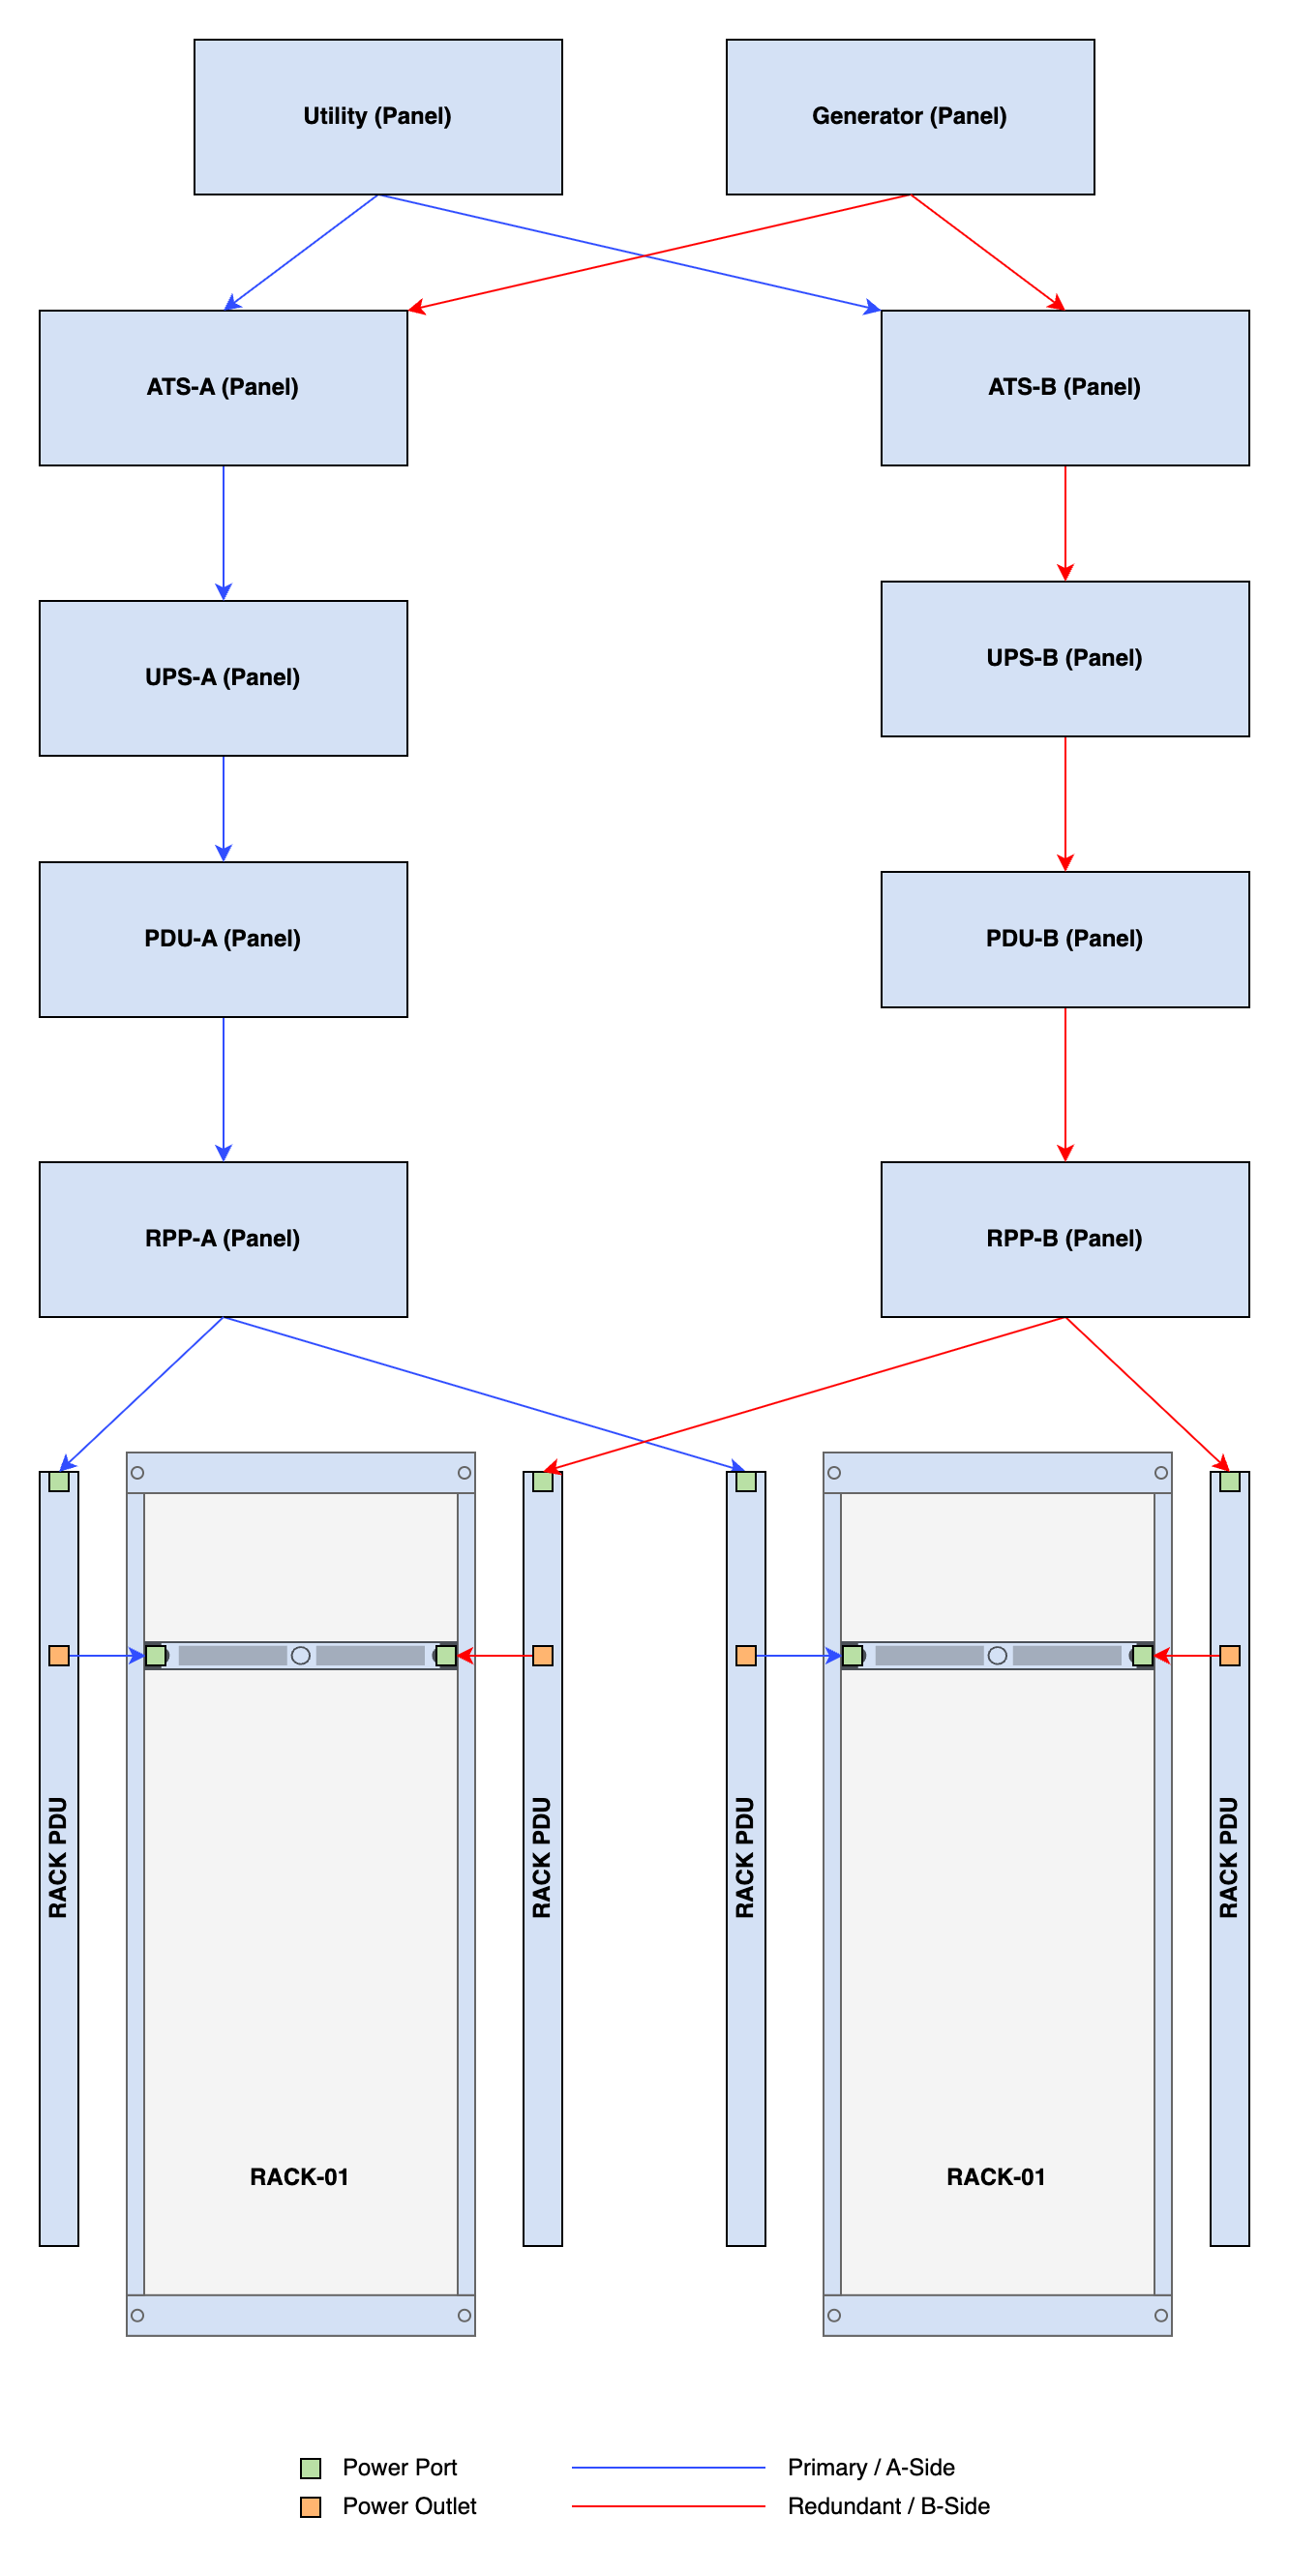 Utility (Panel)
Generator (Panel)
ATS-A (Panel)
ATS-B (Panel)
UPS-A (Panel)
UPS-B (Panel)
PDU-A (Panel)
PDU-B (Panel)
RPP-A (Panel)
RPP-B (Panel)
RACK PDU
RACK PDU
RACK PDU
RACK PDU
RACK-01
RACK-01
Power Port
Primary / A-Side
Power Outlet
Redundant / B-Side